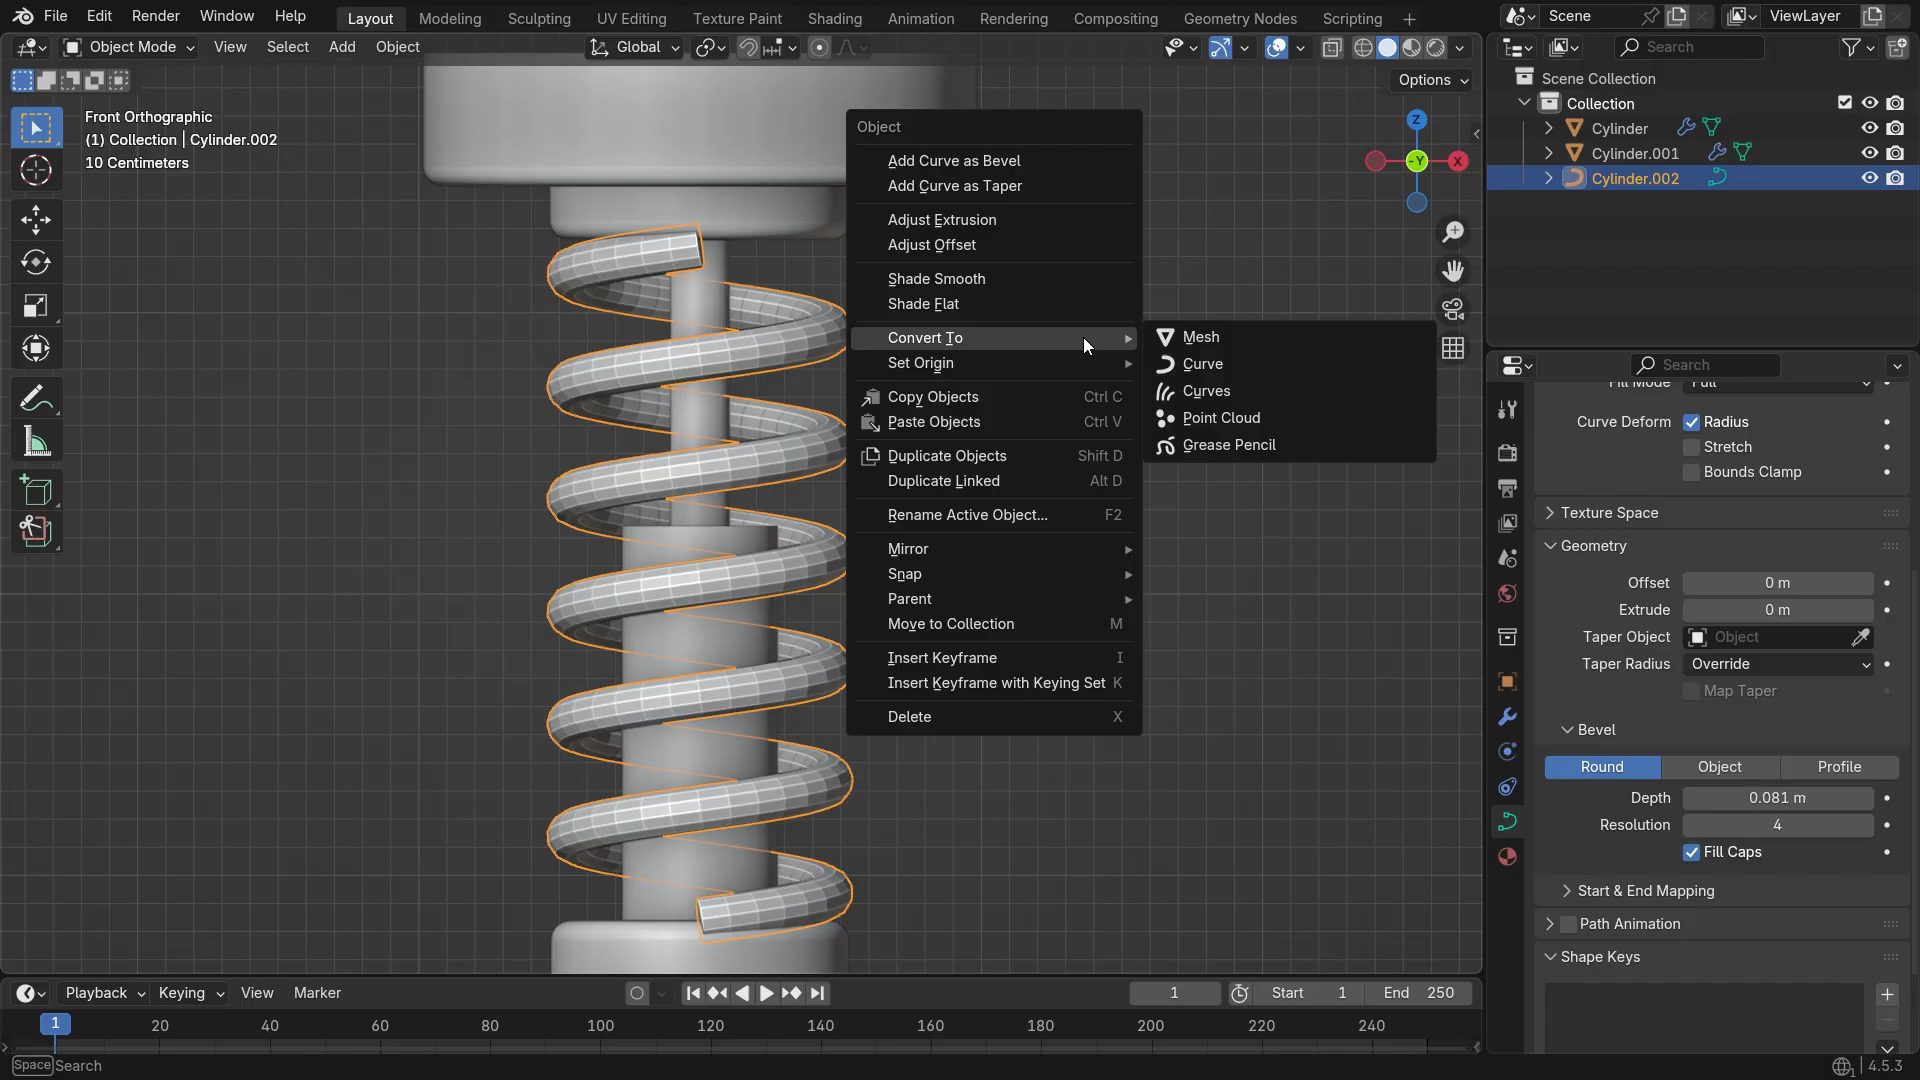 File Edit Render Window Help
Layout Modeling Sculpting UV Editing Texture Paint Shading Animation Rendering Compositing Geometry Nodes Scripting +
Scene ViewLayer
Object Mode View Select Add Object Global
Search
Options
Front Orthographic
(1) Collection | Cylinder.002
10 Centimeters
Z
-Y
X
Scene Collection
Collection
Cylinder
Cylinder.001
Cylinder.002
Object
Add Curve as Bevel
Add Curve as Taper
Adjust Extrusion
Adjust Offset
Shade Smooth
Shade Flat
Convert To
Set Origin
Copy Objects Ctrl C
Paste Objects Ctrl V
Duplicate Objects Shift D
Duplicate Linked Alt D
Rename Active Object... F2
Mirror
Snap
Parent
Move to Collection M
Insert Keyframe I
Insert Keyframe with Keying Set K
Delete X
Mesh
Curve
Curves
Point Cloud
Grease Pencil
Search
Fill Mode Full
Curve Deform Radius
Stretch
Bounds Clamp
Texture Space
Geometry
Offset 0 m
Extrude 0 m
Taper Object Object
Taper Radius Override
Map Taper
Bevel
Round Object Profile
Depth 0.081 m
Resolution 4
Fill Caps
Start & End Mapping
Path Animation
Shape Keys
Playback Keying View Marker
1 Start 1 End 250
1 20 40 60 80 100 120 140 160 180 200 220 240
Space Search
1 4.5.3